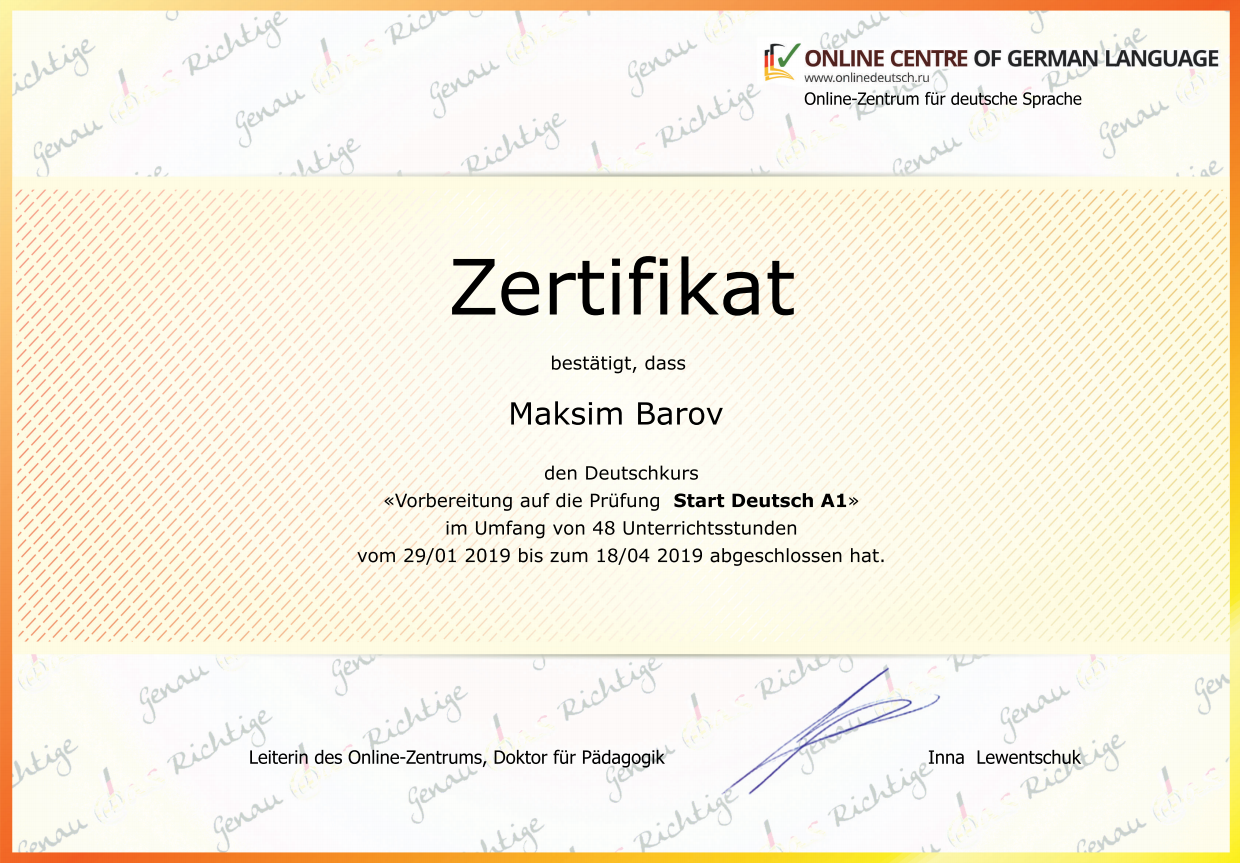 ONLINE CENTRE OF GERMAN LANGUAGE
www.onlinedeutsch.ru
Online-Zentrum für deutsche Sprache
Zertifikat
bestätigt, dass
Maksim Barov
den Deutschkurs
«Vorbereitung auf die Prüfung Start Deutsch A1»
im Umfang von 48 Unterrichtsstunden
vom 29/01 2019 bis zum 18/04 2019 abgeschlossen hat.
Leiterin des Online-Zentrums, Doktor für Pädagogik
Inna Lewentschuk